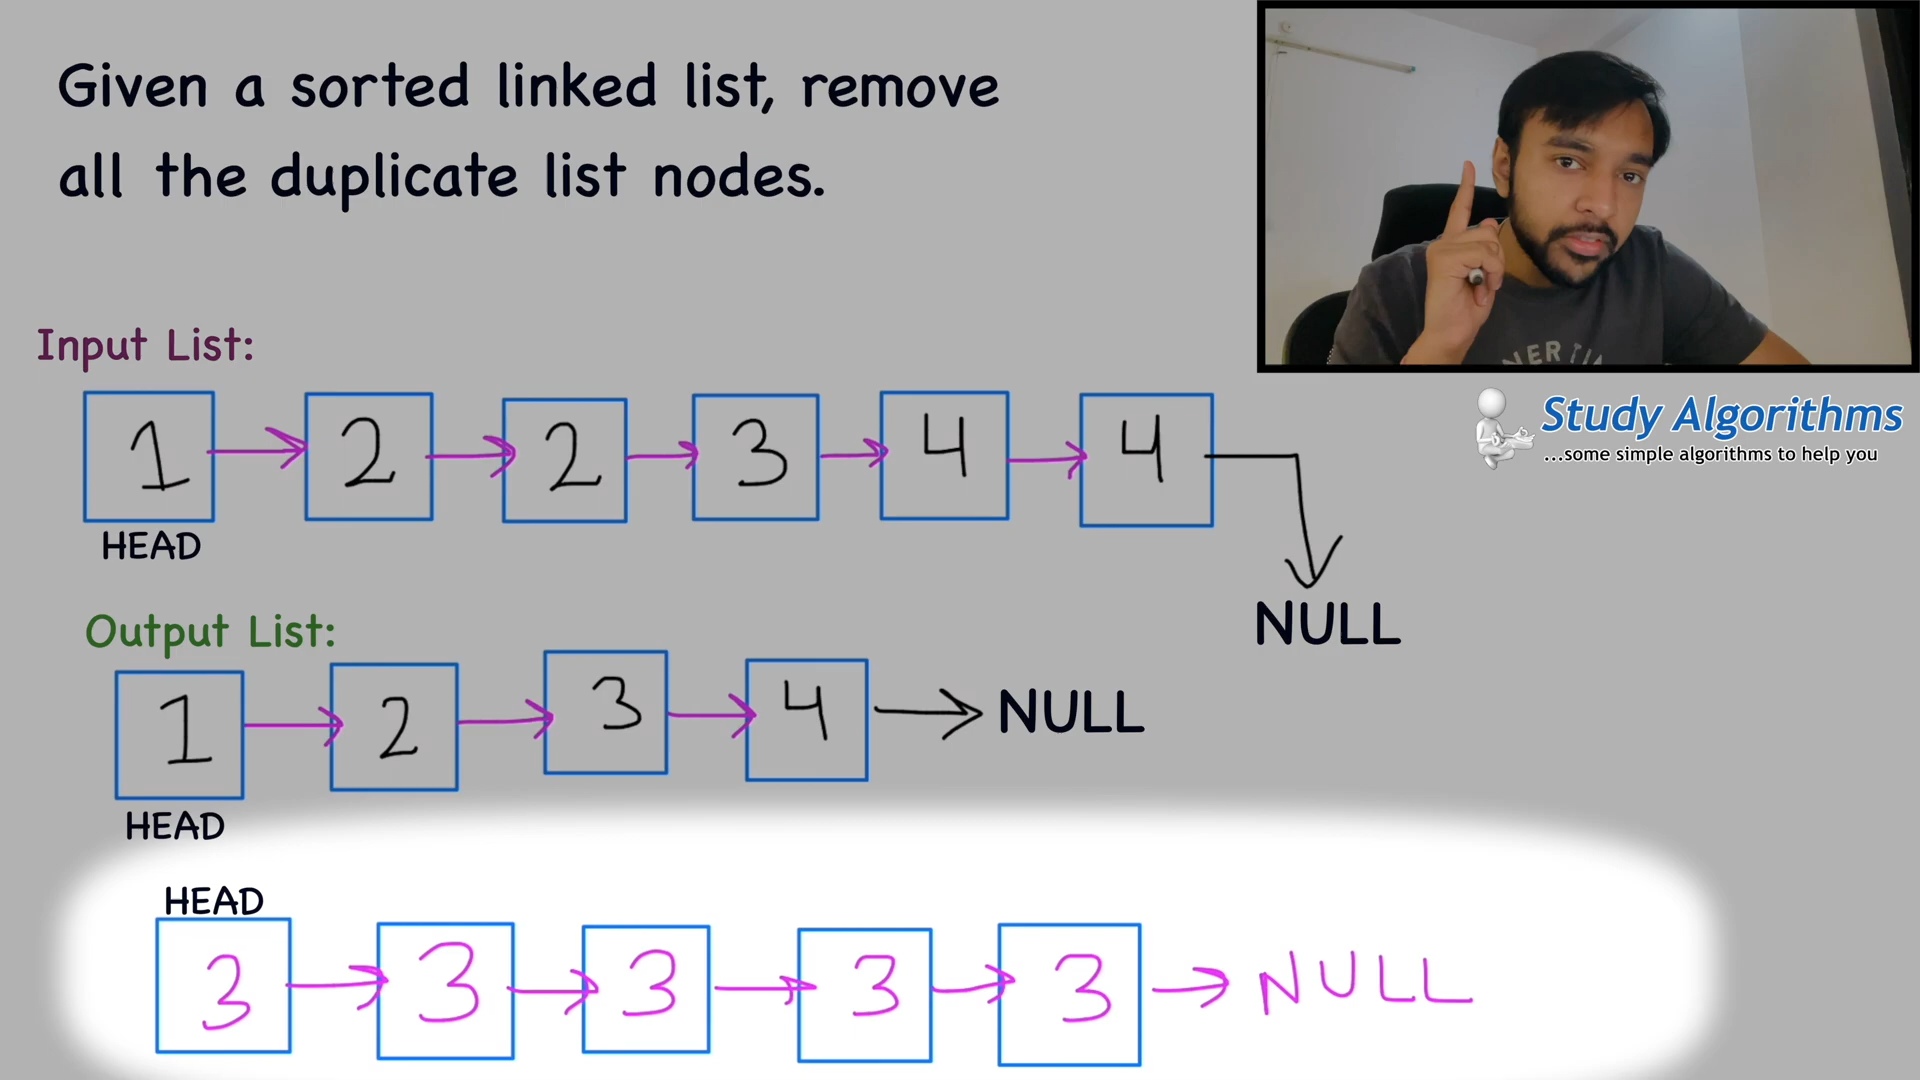 Given a sorted linked list, remove
all the duplicate list nodes.
Input List:
1 2 2 3 4 4
HEAD
NULL
Output List:
1 2 3 4 NULL
HEAD
HEAD
3 3 3 3 3 NULL
Study Algorithms
...some simple algorithms to help you